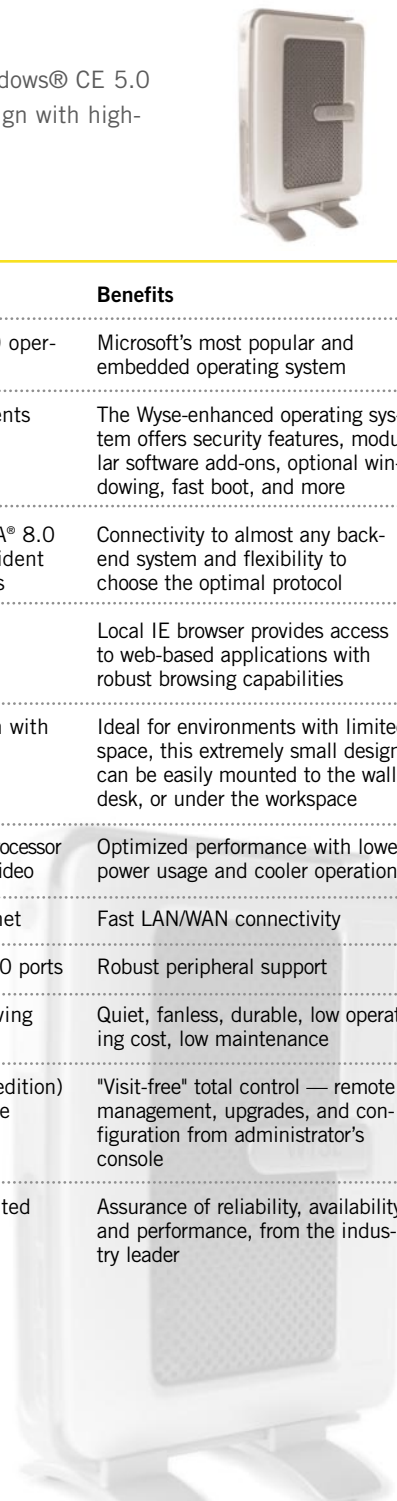 dows® CE 5.0
gn with high-
Benefits
oper-
Microsoft's most popular and
embedded operating system
ents
The Wyse-enhanced operating sys-
tem offers security features, modu-
lar software add-ons, optional win-
dowing, fast boot, and more
A® 8.0
ident
s
Connectivity to almost any back-
end system and flexibility to
choose the optimal protocol
Local IE browser provides access
to web-based applications with
robust browsing capabilities
with
Ideal for environments with limite
space, this extremely small design
can be easily mounted to the wall
desk, or under the workspace
ocessor
ideo
Optimized performance with lowe
power usage and cooler operation
net
Fast LAN/WAN connectivity
0 ports
Robust peripheral support
ving
Quiet, fanless, durable, low operat
ing cost, low maintenance
edition)
e
"Visit-free" total control — remote
management, upgrades, and con-
figuration from administrator's
console
ted
Assurance of reliability, availability
and performance, from the indus-
try leader
WYSE